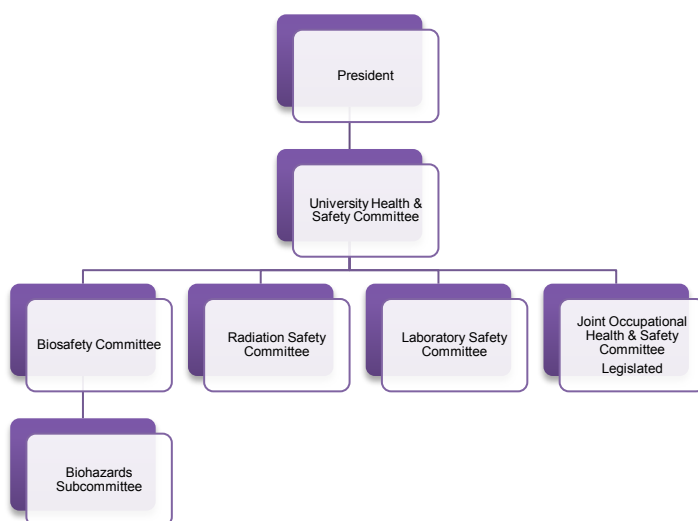 President
University Health &
Safety Committee
Biosafety Committee
Radiation Safety
Committee
Laboratory Safety
Committee
Joint Occupational
Health & Safety
Committee
Legislated
Biohazards
Subcommittee